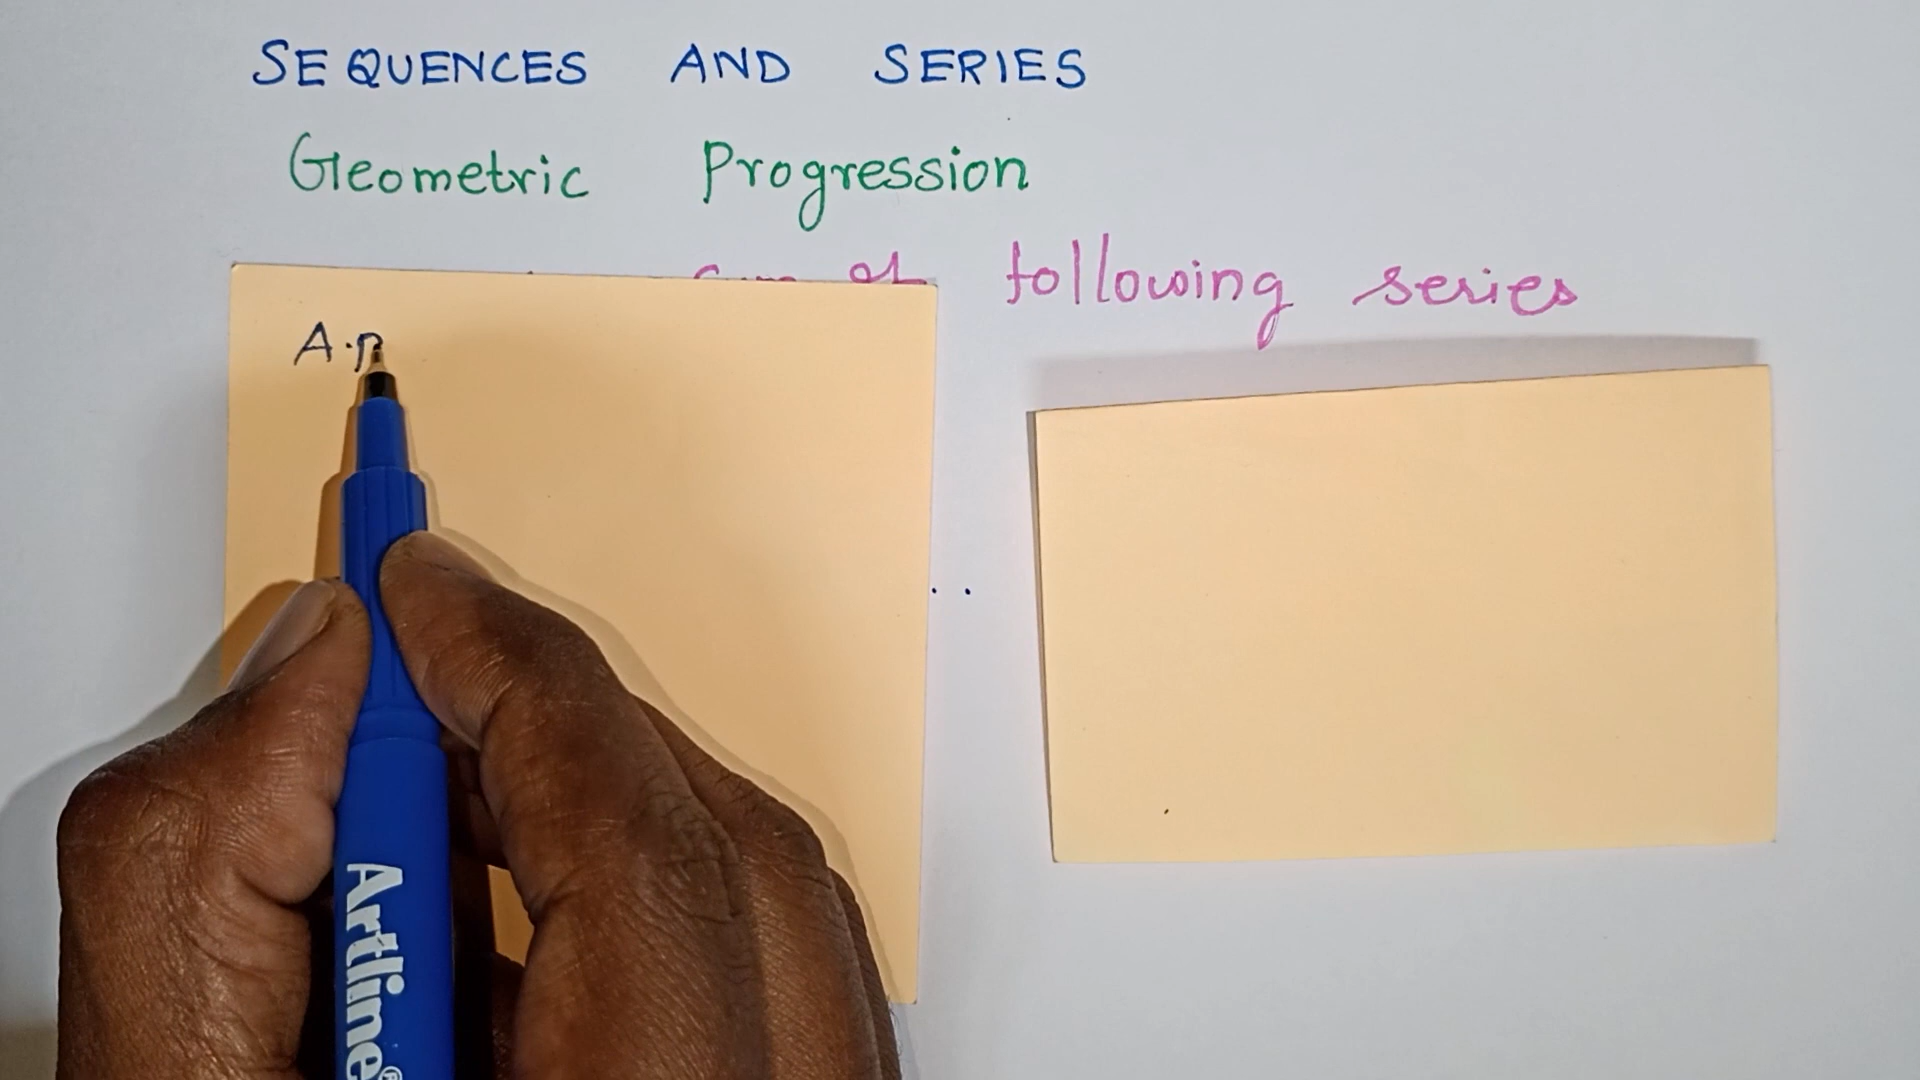 SEQUENCES AND SERIES
Geometric Progression
following series
A.P
..
Artline